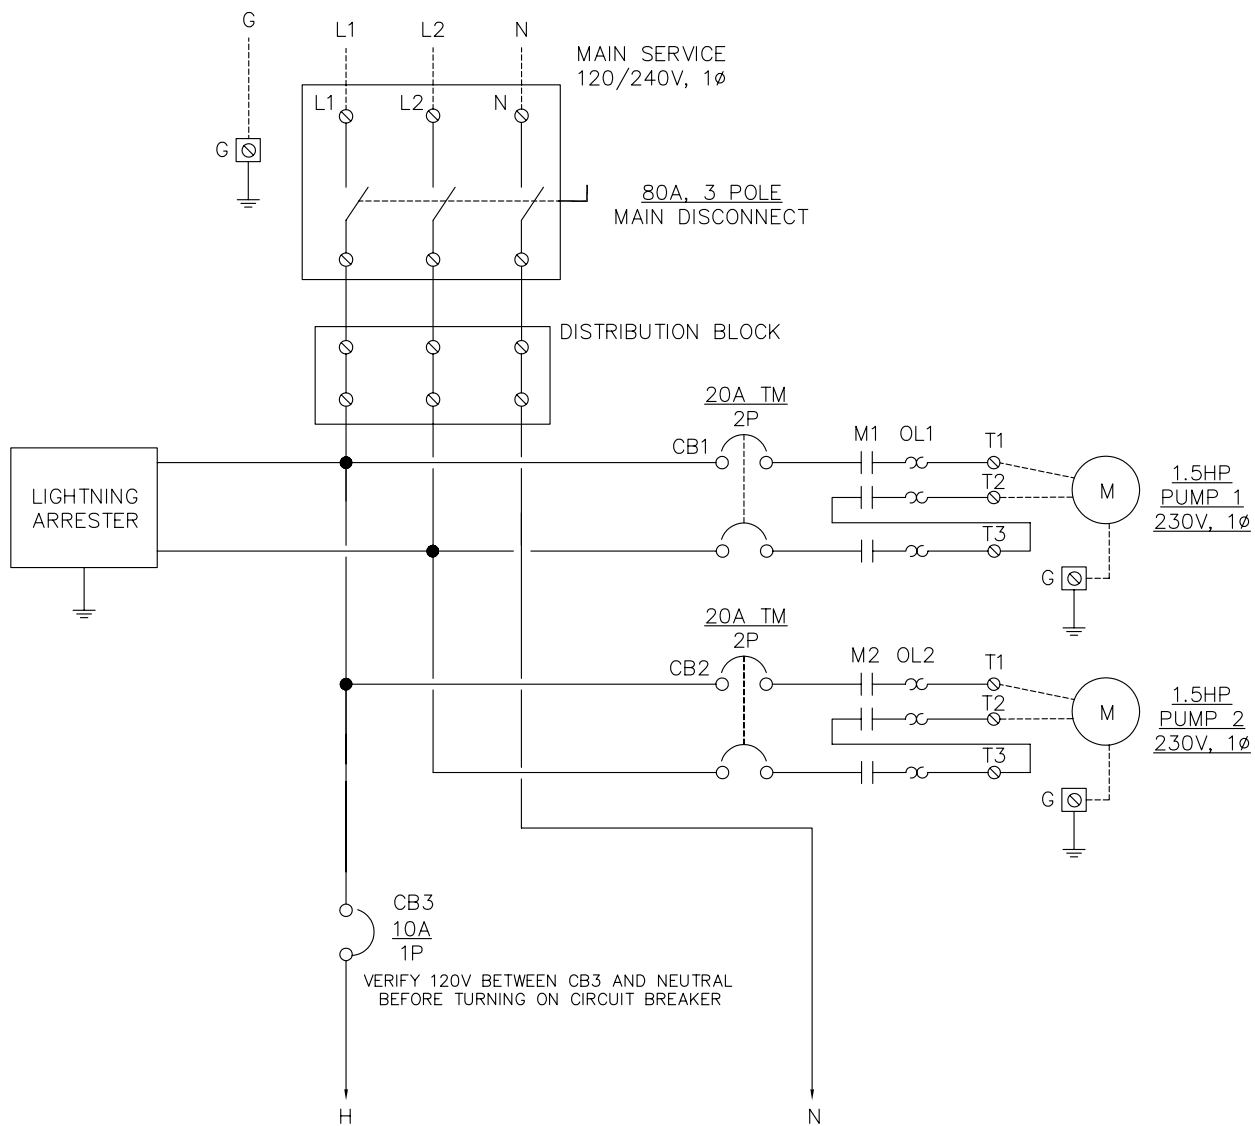 G
L1
L2
N
MAIN SERVICE
120/240V, 1ø
L1
L2
N
G
80A, 3 POLE
MAIN DISCONNECT
DISTRIBUTION BLOCK
20A TM
2P
CB1
M1
OL1
T1
T2
T3
M
1.5HP
PUMP 1
230V, 1ø
G
LIGHTNING
ARRESTER
20A TM
2P
CB2
M2
OL2
T1
T2
T3
M
1.5HP
PUMP 2
230V, 1ø
G
CB3
10A
1P
VERIFY 120V BETWEEN CB3 AND NEUTRAL
BEFORE TURNING ON CIRCUIT BREAKER
H
N